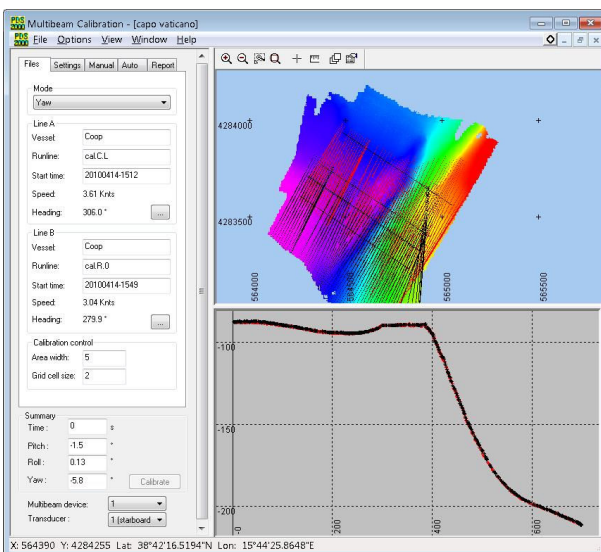 PDS 2000 Multibeam Calibration - [capo vaticano]
PDS 2000 File Options View Window Help
Files Settings Manual Auto Report
Mode
Yaw
Line A
Vessel: Coop
Runline: cal.C.L
Start time: 20100414-1512
Speed: 3.61 Knts
Heading: 306.0 ° ...
Line B
Vessel: Coop
Runline: cal.R.0
Start time: 20100414-1549
Speed: 3.04 Knts
Heading: 279.9 ° ...
Calibration control
Area width: 5
Grid cell size: 2
Summary
Time : 0 s
Pitch : -1.5 °
Roll : 0.13 °
Yaw : -5.8 ° Calibrate
Multibeam device: 1
Transducer : 1 (starboard
4284000
4283500
564000
565000
565500
-100
-150
-200
0
200
400
600
X: 564390 Y: 4284255 Lat: 38°42'16.5194"N Lon: 15°44'25.8648"E